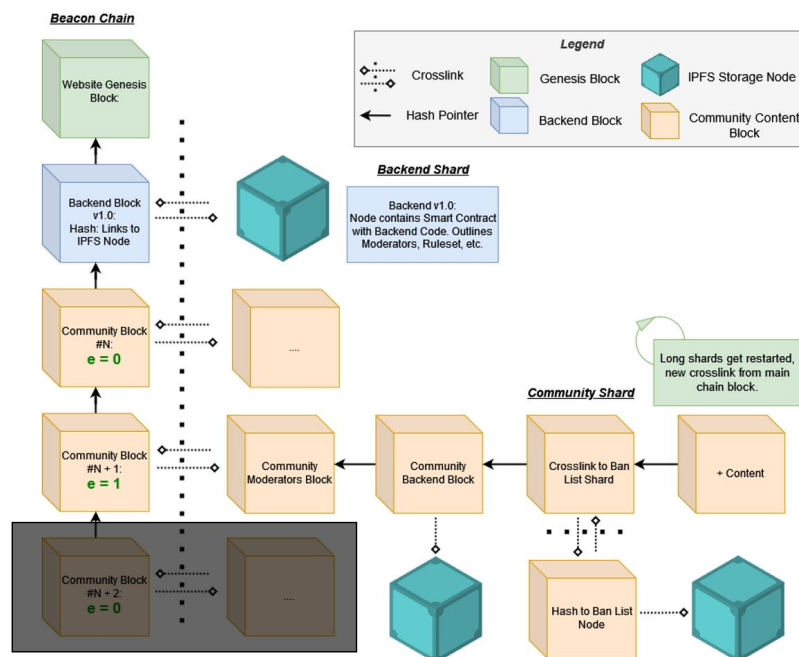 Beacon Chain
Legend
Crosslink
Genesis Block
IPFS Storage Node
Hash Pointer
Backend Block
Community Content
Block
Website Genesis
Block:
Backend Shard
Backend Block
v1.0:
Hash: Links to
IPFS Node
Backend v1.0:
Node contains Smart Contract
with Backend Code. Outlines
Moderators, Ruleset, etc.
Community Block
#N:
e = 0
....
Long shards get restarted,
new crosslink from main
chain block.
Community Shard
Community Block
#N + 1:
e = 1
Community
Moderators Block
Community
Backend Block
Crosslink to Ban
List Shard
+ Content
Community Block
#N + 2:
e = 0
....
Hash to Ban List
Node